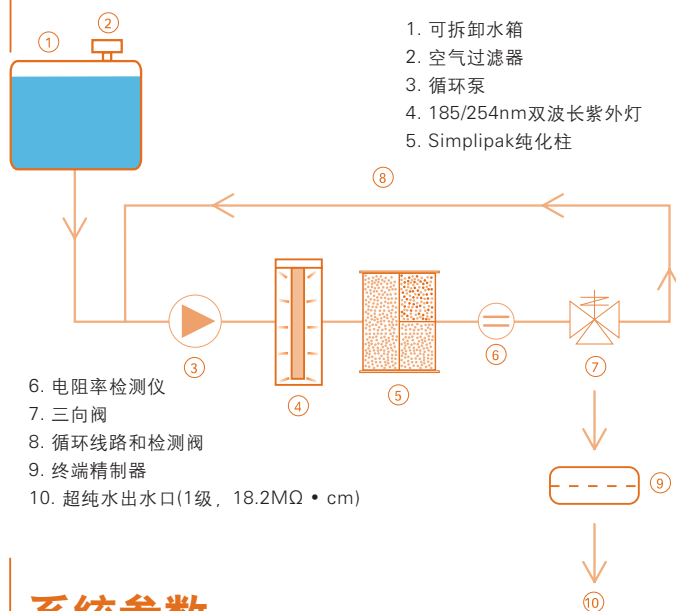 1. 可拆卸水箱
2. 空气过滤器
3. 循环泵
4. 185/254nm双波长紫外灯
5. Simplipak纯化柱
①
②
⑧
③
④
⑤
⑥
⑦
6. 电阻率检测仪
7. 三向阀
8. 循环线路和检测阀
9. 终端精制器
10. 超纯水出水口(1级，18.2MΩ • cm)
⑨
⑩
系统参数